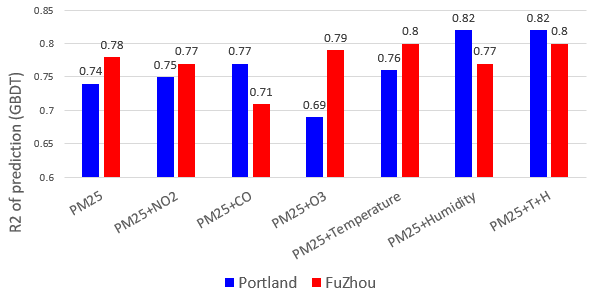 0.85
0.8
0.75
0.7
0.65
0.6
R2 of prediction (GBDT)
0.74 0.78 0.75 0.77 0.77 0.71 0.69 0.79 0.76 0.8 0.82 0.77 0.82 0.8
PM25 PM25+NO2 PM25+CO PM25+O3 PM25+Temperature PM25+Humidity PM25+T+H
Portland FuZhou